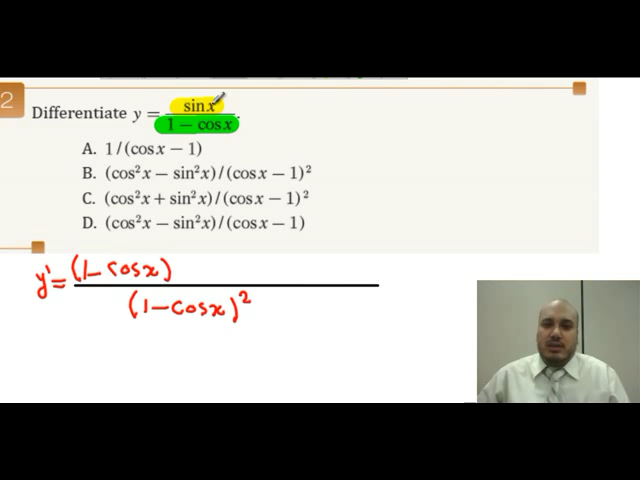 2
Differentiate y = sin x / 1 − cos x.
A. 1/(cos x − 1)
B. (cos²x − sin²x)/(cos x − 1)²
C. (cos²x + sin²x)/(cos x − 1)²
D. (cos²x − sin²x)/(cos x − 1)
y' = (1 − cos x)
(1 − cos x)²